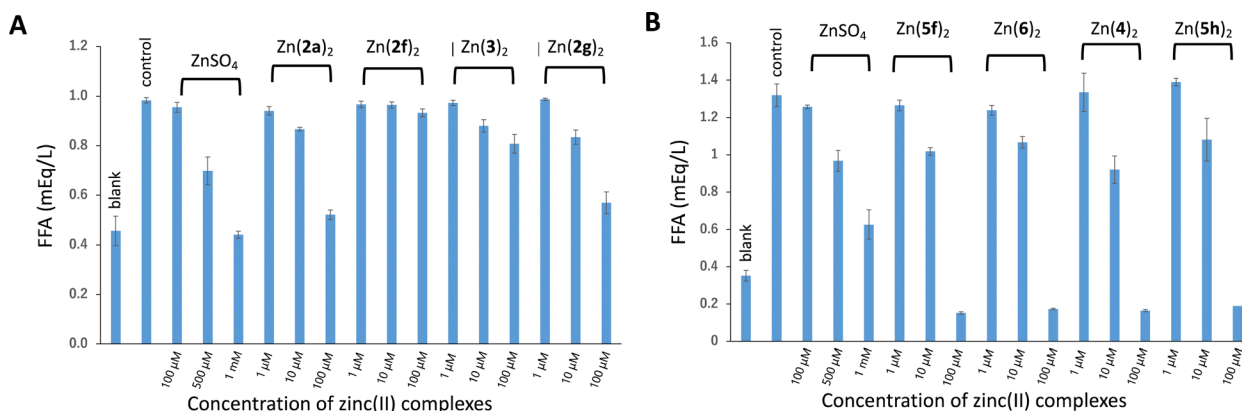 A
FFA (mEq/L)
1.2
1.0
0.8
0.6
0.4
0.2
0.0
blank
control
ZnSO4
Zn(2a)2
Zn(2f)2
Zn(3)2
Zn(2g)2
100 µM
500 µM
1 mM
1 µM
10 µM
100 µM
1 µM
10 µM
100 µM
1 µM
10 µM
100 µM
1 µM
10 µM
100 µM
Concentration of zinc(II) complexes
B
FFA (mEq/L)
1.6
1.4
1.2
1
0.8
0.6
0.4
0.2
0
blank
control
ZnSO4
Zn(5f)2
Zn(6)2
Zn(4)2
Zn(5h)2
100 µM
500 µM
1 mM
1 µM
10 µM
100 µM
1 µM
10 µM
100 µM
1 µM
10 µM
100 µM
1 µM
10 µM
100 µM
Concentration of zinc(II) complexes